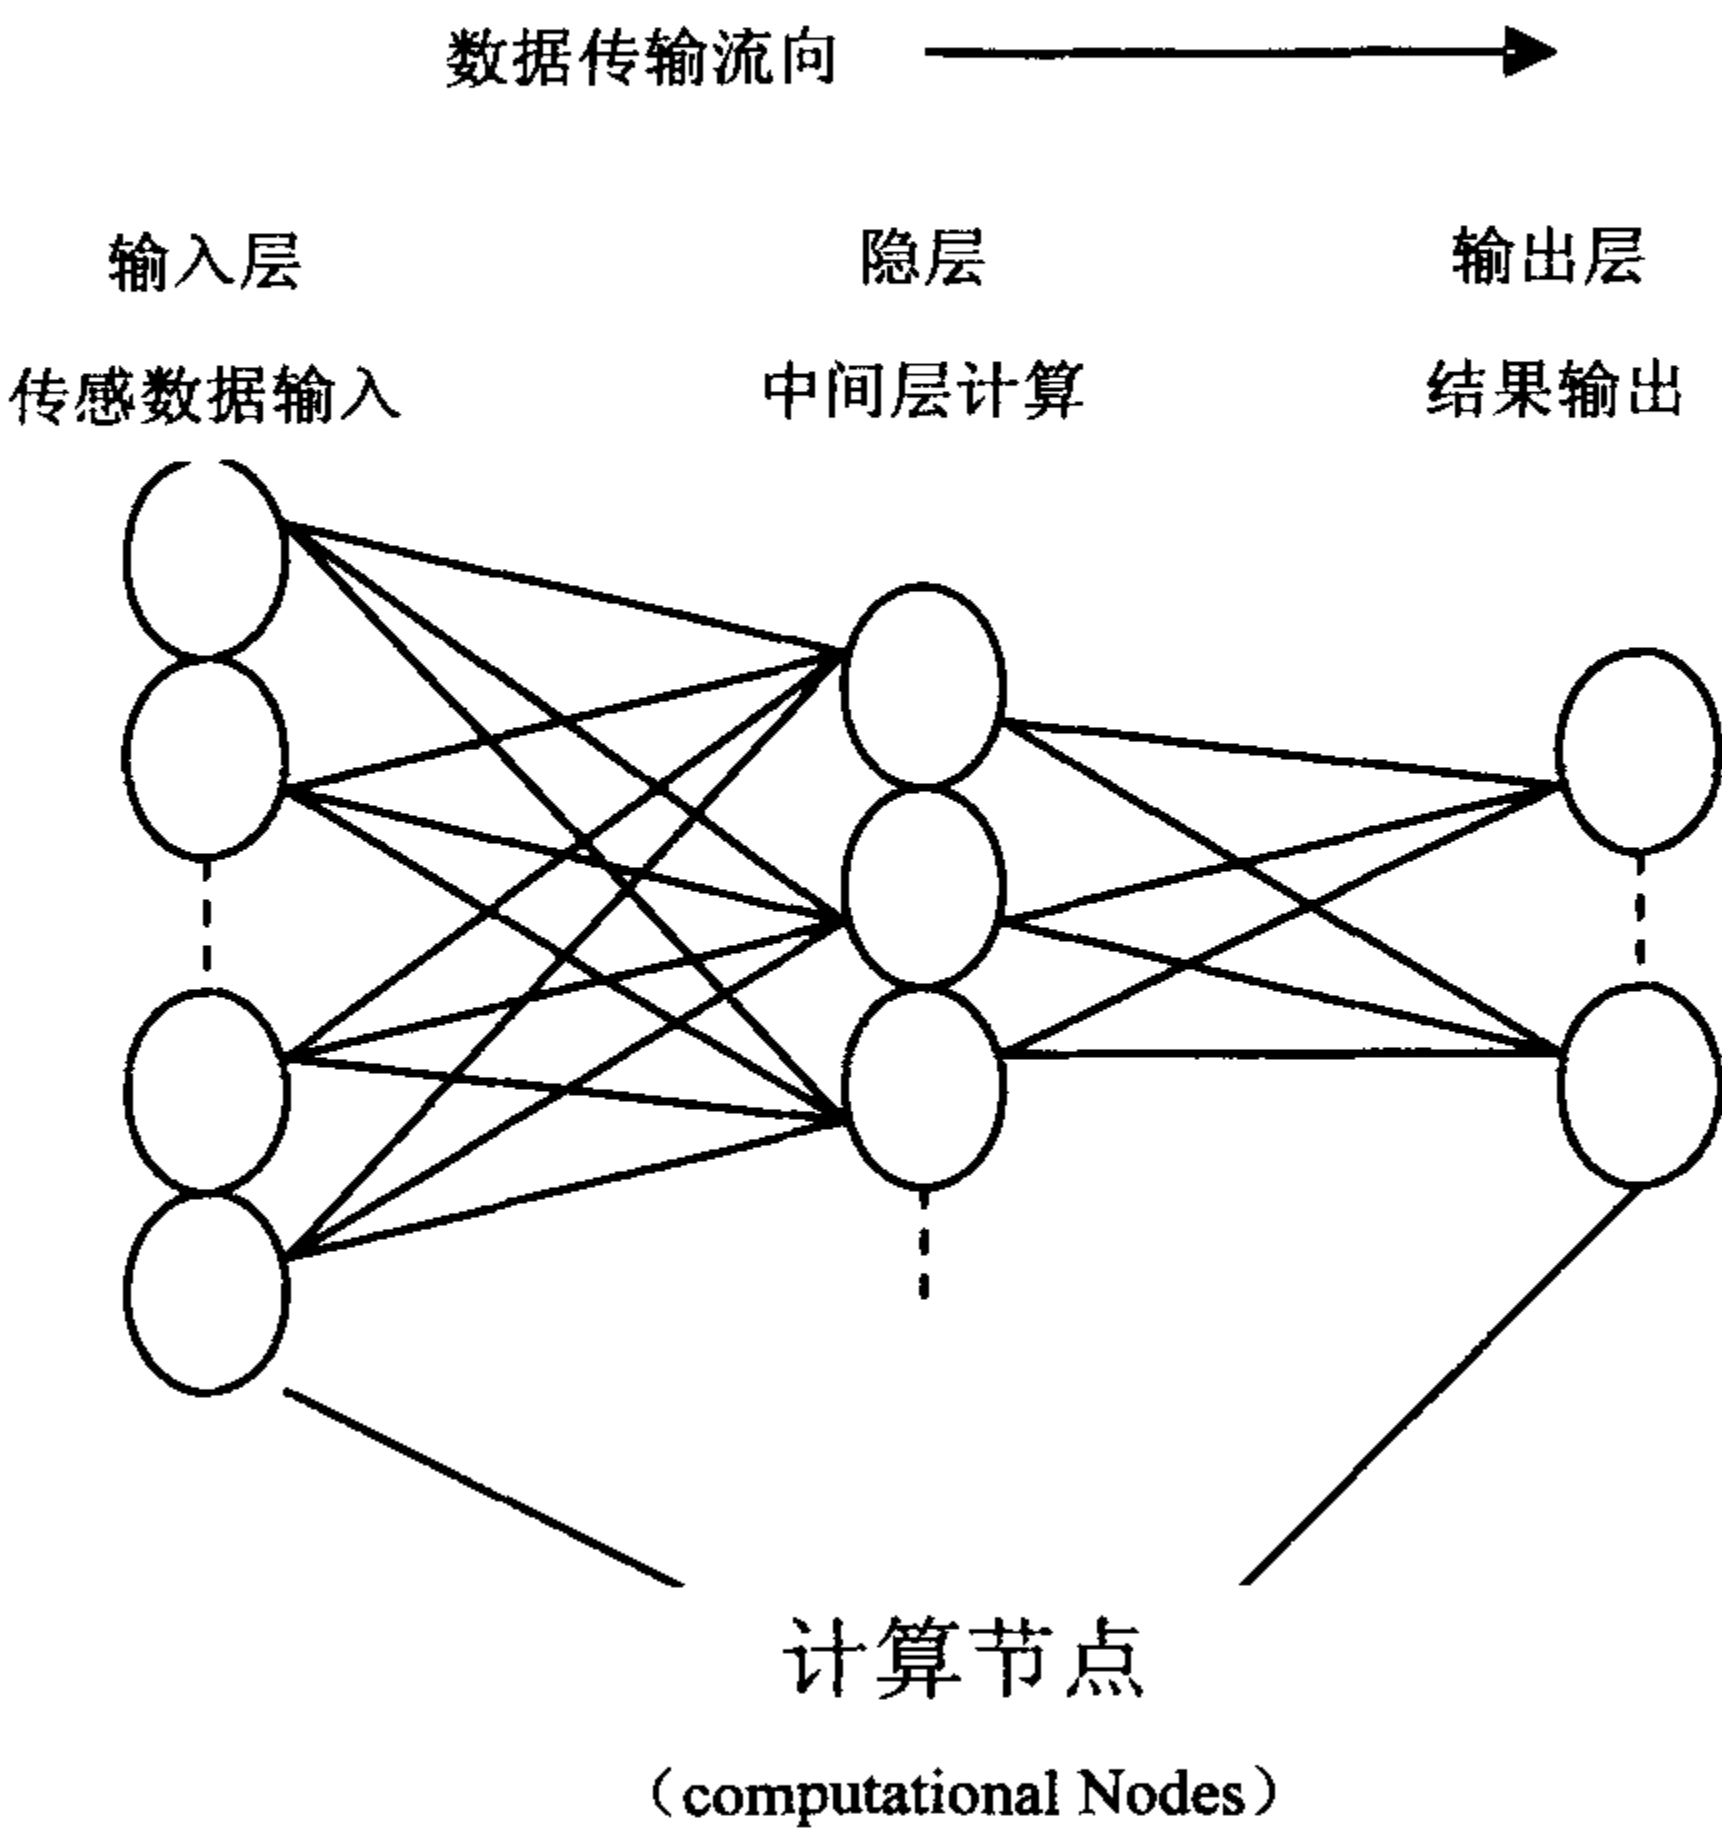 数据传输流向
输入层 隐层 输出层
传感数据输入 中间层计算 结果输出
计算节点
（computational Nodes）